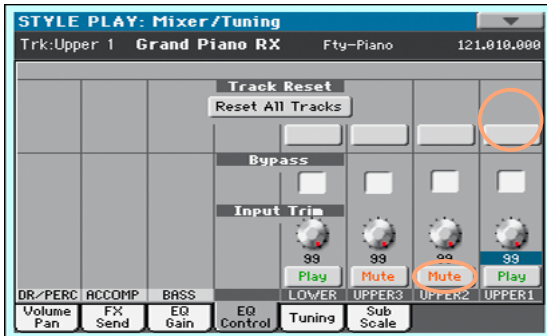 STYLE PLAY: Mixer/Tuning
Trk:Upper 1 Grand Piano RX Fty-Piano 121.010.000
Track Reset
Reset All Tracks
Bypass
Input Trim
99 99 99 99
Play Mute Mute Play
DR/PERC ACCOMP BASS LOWER UPPER3 UPPER2 UPPER1
Volume Pan FX Send EQ Gain EQ Control Tuning Sub Scale